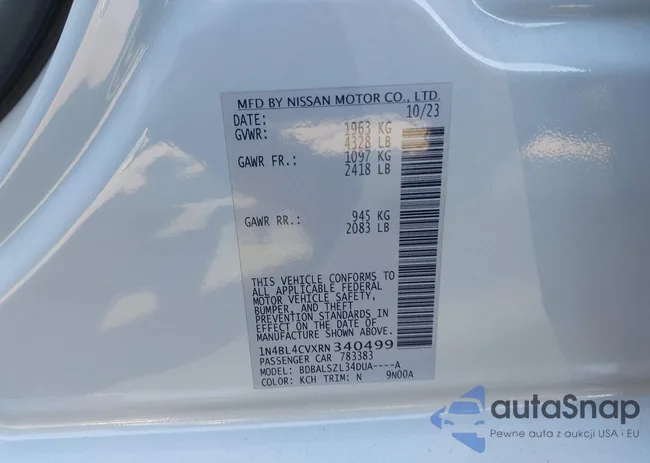 MFD BY NISSAN MOTOR CO., LTD.
DATE: 10/23
GVWR: 1963 KG
4328 LB
GAWR FR.: 1097 KG
2418 LB
GAWR RR.: 945 KG
2083 LB
THIS VEHICLE CONFORMS TO
ALL APPLICABLE FEDERAL
MOTOR VEHICLE SAFETY,
BUMPER, AND THEFT
PREVENTION STANDARDS IN
EFFECT ON THE DATE OF
MANUFACTURE SHOWN ABOVE.
1N4BL4CVXRN340499
PASSENGER CAR 783383
MODEL: BDBALSZL34DUA----A
COLOR: KCH TRIM: N 9N00A
autaSnap
Pewne auta z aukcji USA i EU